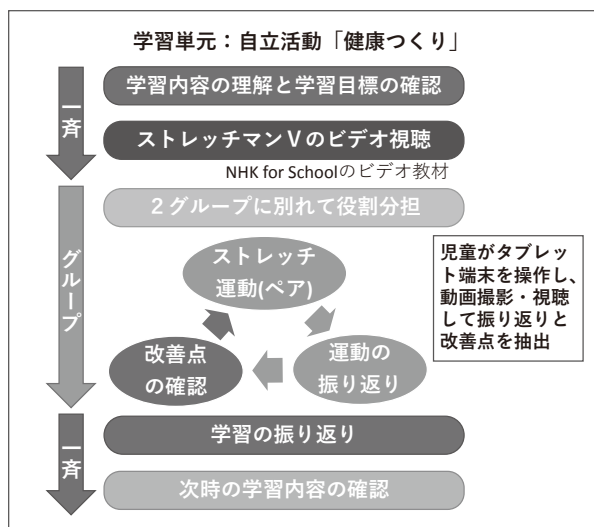 学習単元：自立活動「健康つくり」
一斉
学習内容の理解と学習目標の確認
ストレッチマンVのビデオ視聴
NHK for Schoolのビデオ教材
グループ
２グループに別れて役割分担
ストレッチ
運動(ペア)
児童がタブレッ
ト端末を操作し、
動画撮影・視聴
して振り返りと
改善点を抽出
運動の
振り返り
改善点
の確認
一斉
学習の振り返り
次時の学習内容の確認